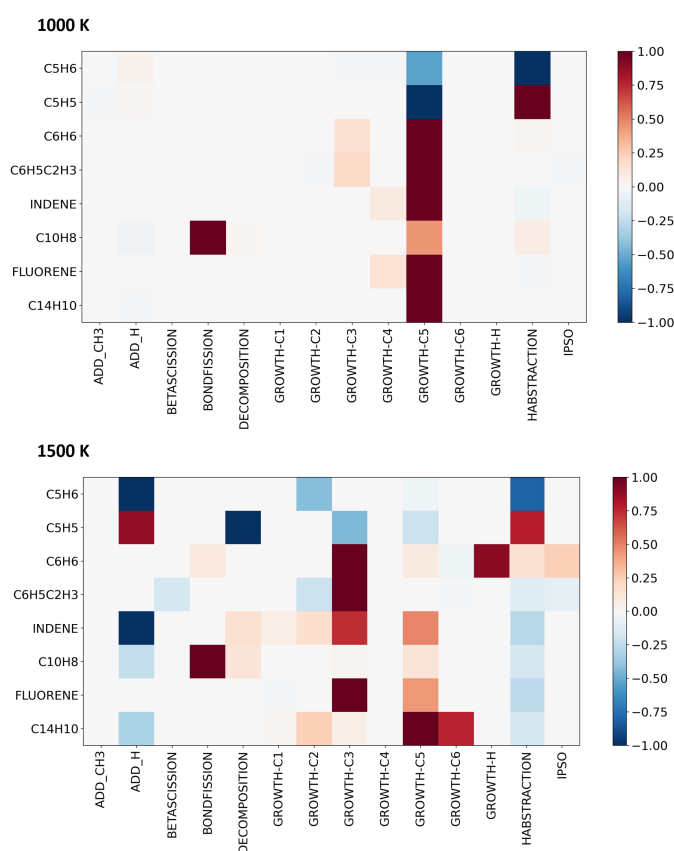 1000 K
C5H6
C5H5
C6H6
C6H5C2H3
INDENE
C10H8
FLUORENE
C14H10
ADD_CH3
ADD_H
BETASCISSION
BONDFISSION
DECOMPOSITION
GROWTH-C1
GROWTH-C2
GROWTH-C3
GROWTH-C4
GROWTH-C5
GROWTH-C6
GROWTH-H
HABSTRACTION
IPSO
1.00
0.75
0.50
0.25
0.00
−0.25
−0.50
−0.75
−1.00
1500 K
C5H6
C5H5
C6H6
C6H5C2H3
INDENE
C10H8
FLUORENE
C14H10
ADD_CH3
ADD_H
BETASCISSION
BONDFISSION
DECOMPOSITION
GROWTH-C1
GROWTH-C2
GROWTH-C3
GROWTH-C4
GROWTH-C5
GROWTH-C6
GROWTH-H
HABSTRACTION
IPSO
1.00
0.75
0.50
0.25
0.00
−0.25
−0.50
−0.75
−1.00